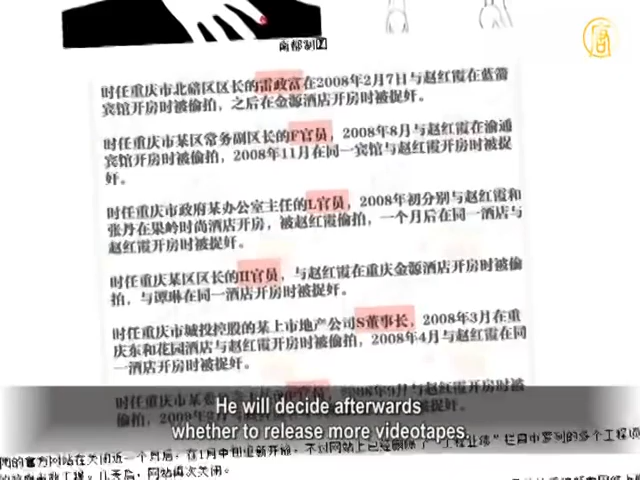 南都制图
时任重庆市北碚区区长的雷政富在2008年2月7日与赵红霞在蓝箭
宾馆开房时被偷拍，之后在金源酒店开房时被捉奸。
时任重庆市某区常务副区长的F官员，2008年8月与赵红霞在渝通
宾馆开房时被偷拍，2008年11月在同一宾馆与赵红霞开房时被捉
奸。
时任重庆市政府某办公室主任的L官员，2008年初分别与赵红霞和
张丹在果岭时尚酒店开房，被赵红霞偷拍，一个月后在同一酒店与
赵红霞开房时被捉奸。
时任重庆某区区长的H官员，与赵红霞在重庆金源酒店开房时被偷
拍，与谭琳在同一酒店开房时被捉奸。
时任重庆市城投控股的某上市地产公司S董事长，2008年3月在重
庆东和花园酒店与赵红霞开房时被偷拍，2008年4月与赵红霞在同
一酒店开房时被捉奸。
He will decide afterwards
whether to release more videotapes.